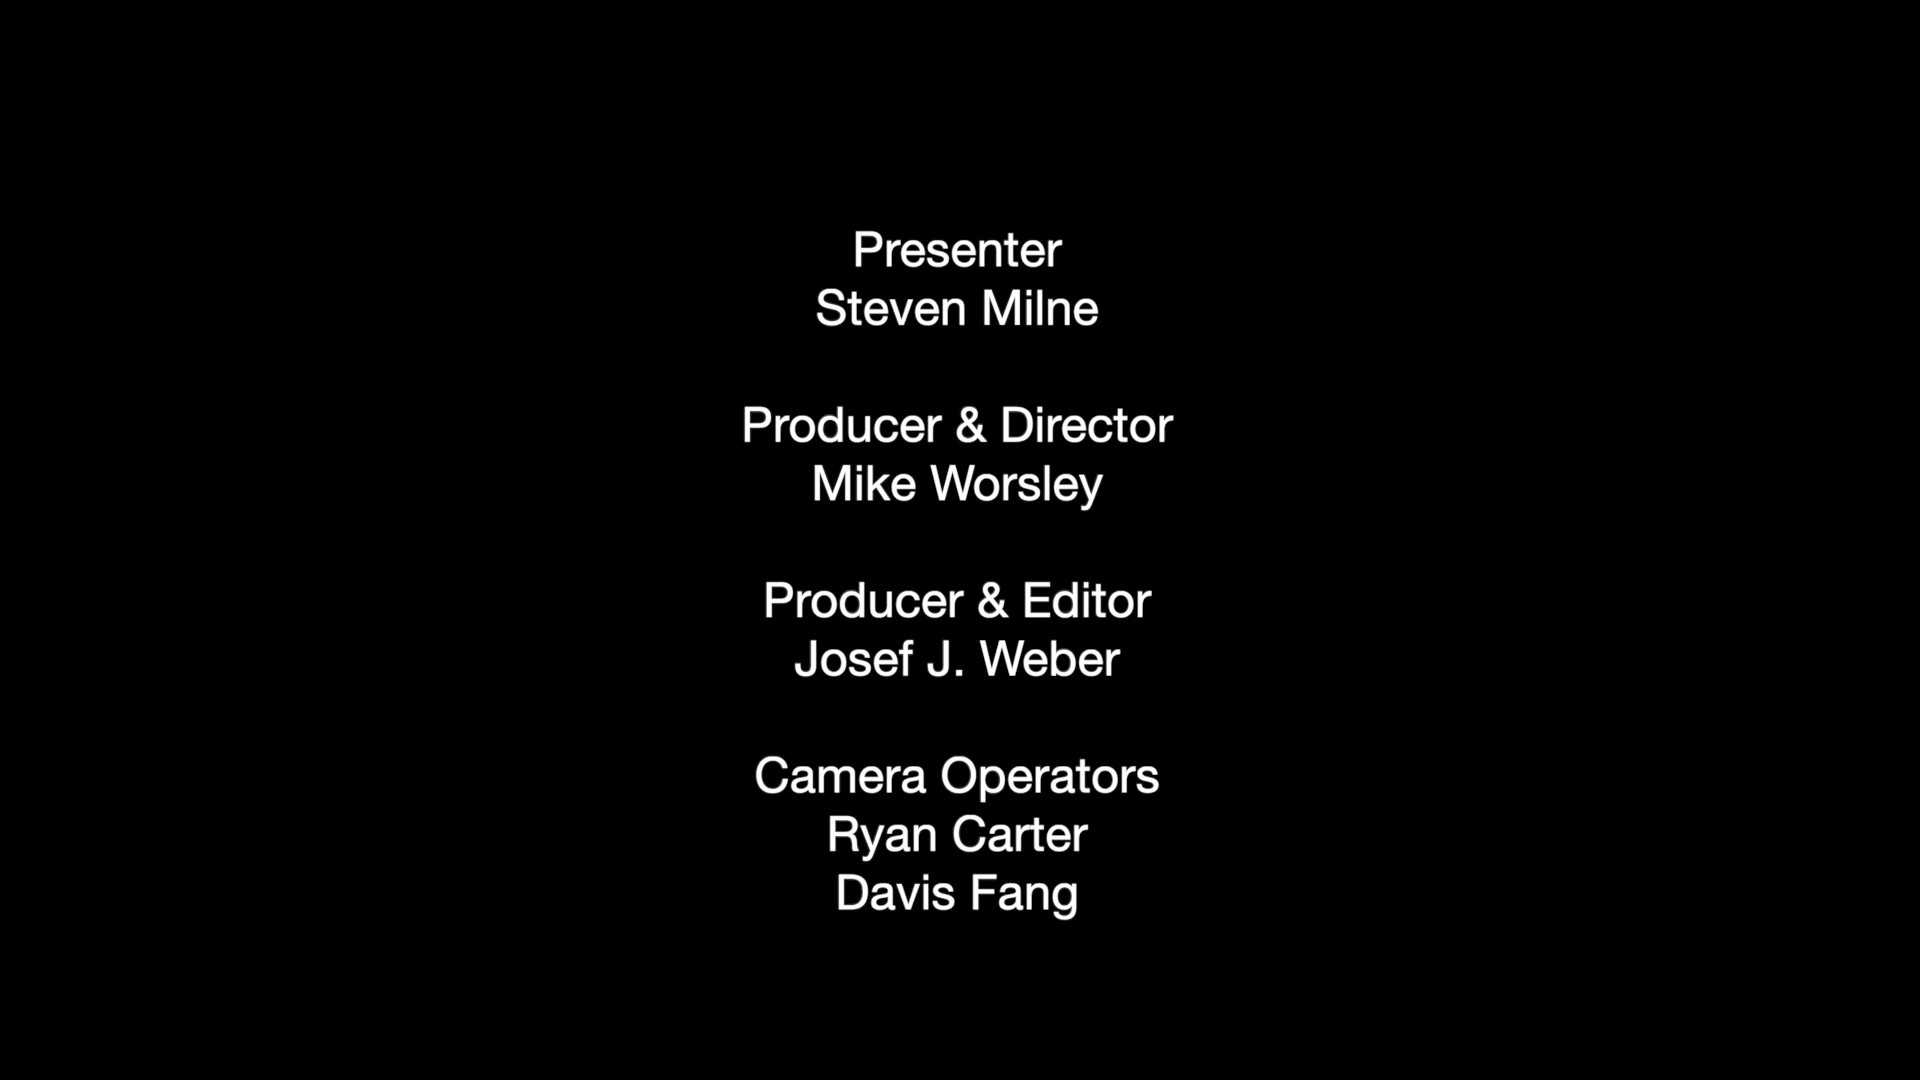 Presenter
Steven Milne
Producer & Director
Mike Worsley
Producer & Editor
Josef J. Weber
Camera Operators
Ryan Carter
Davis Fang